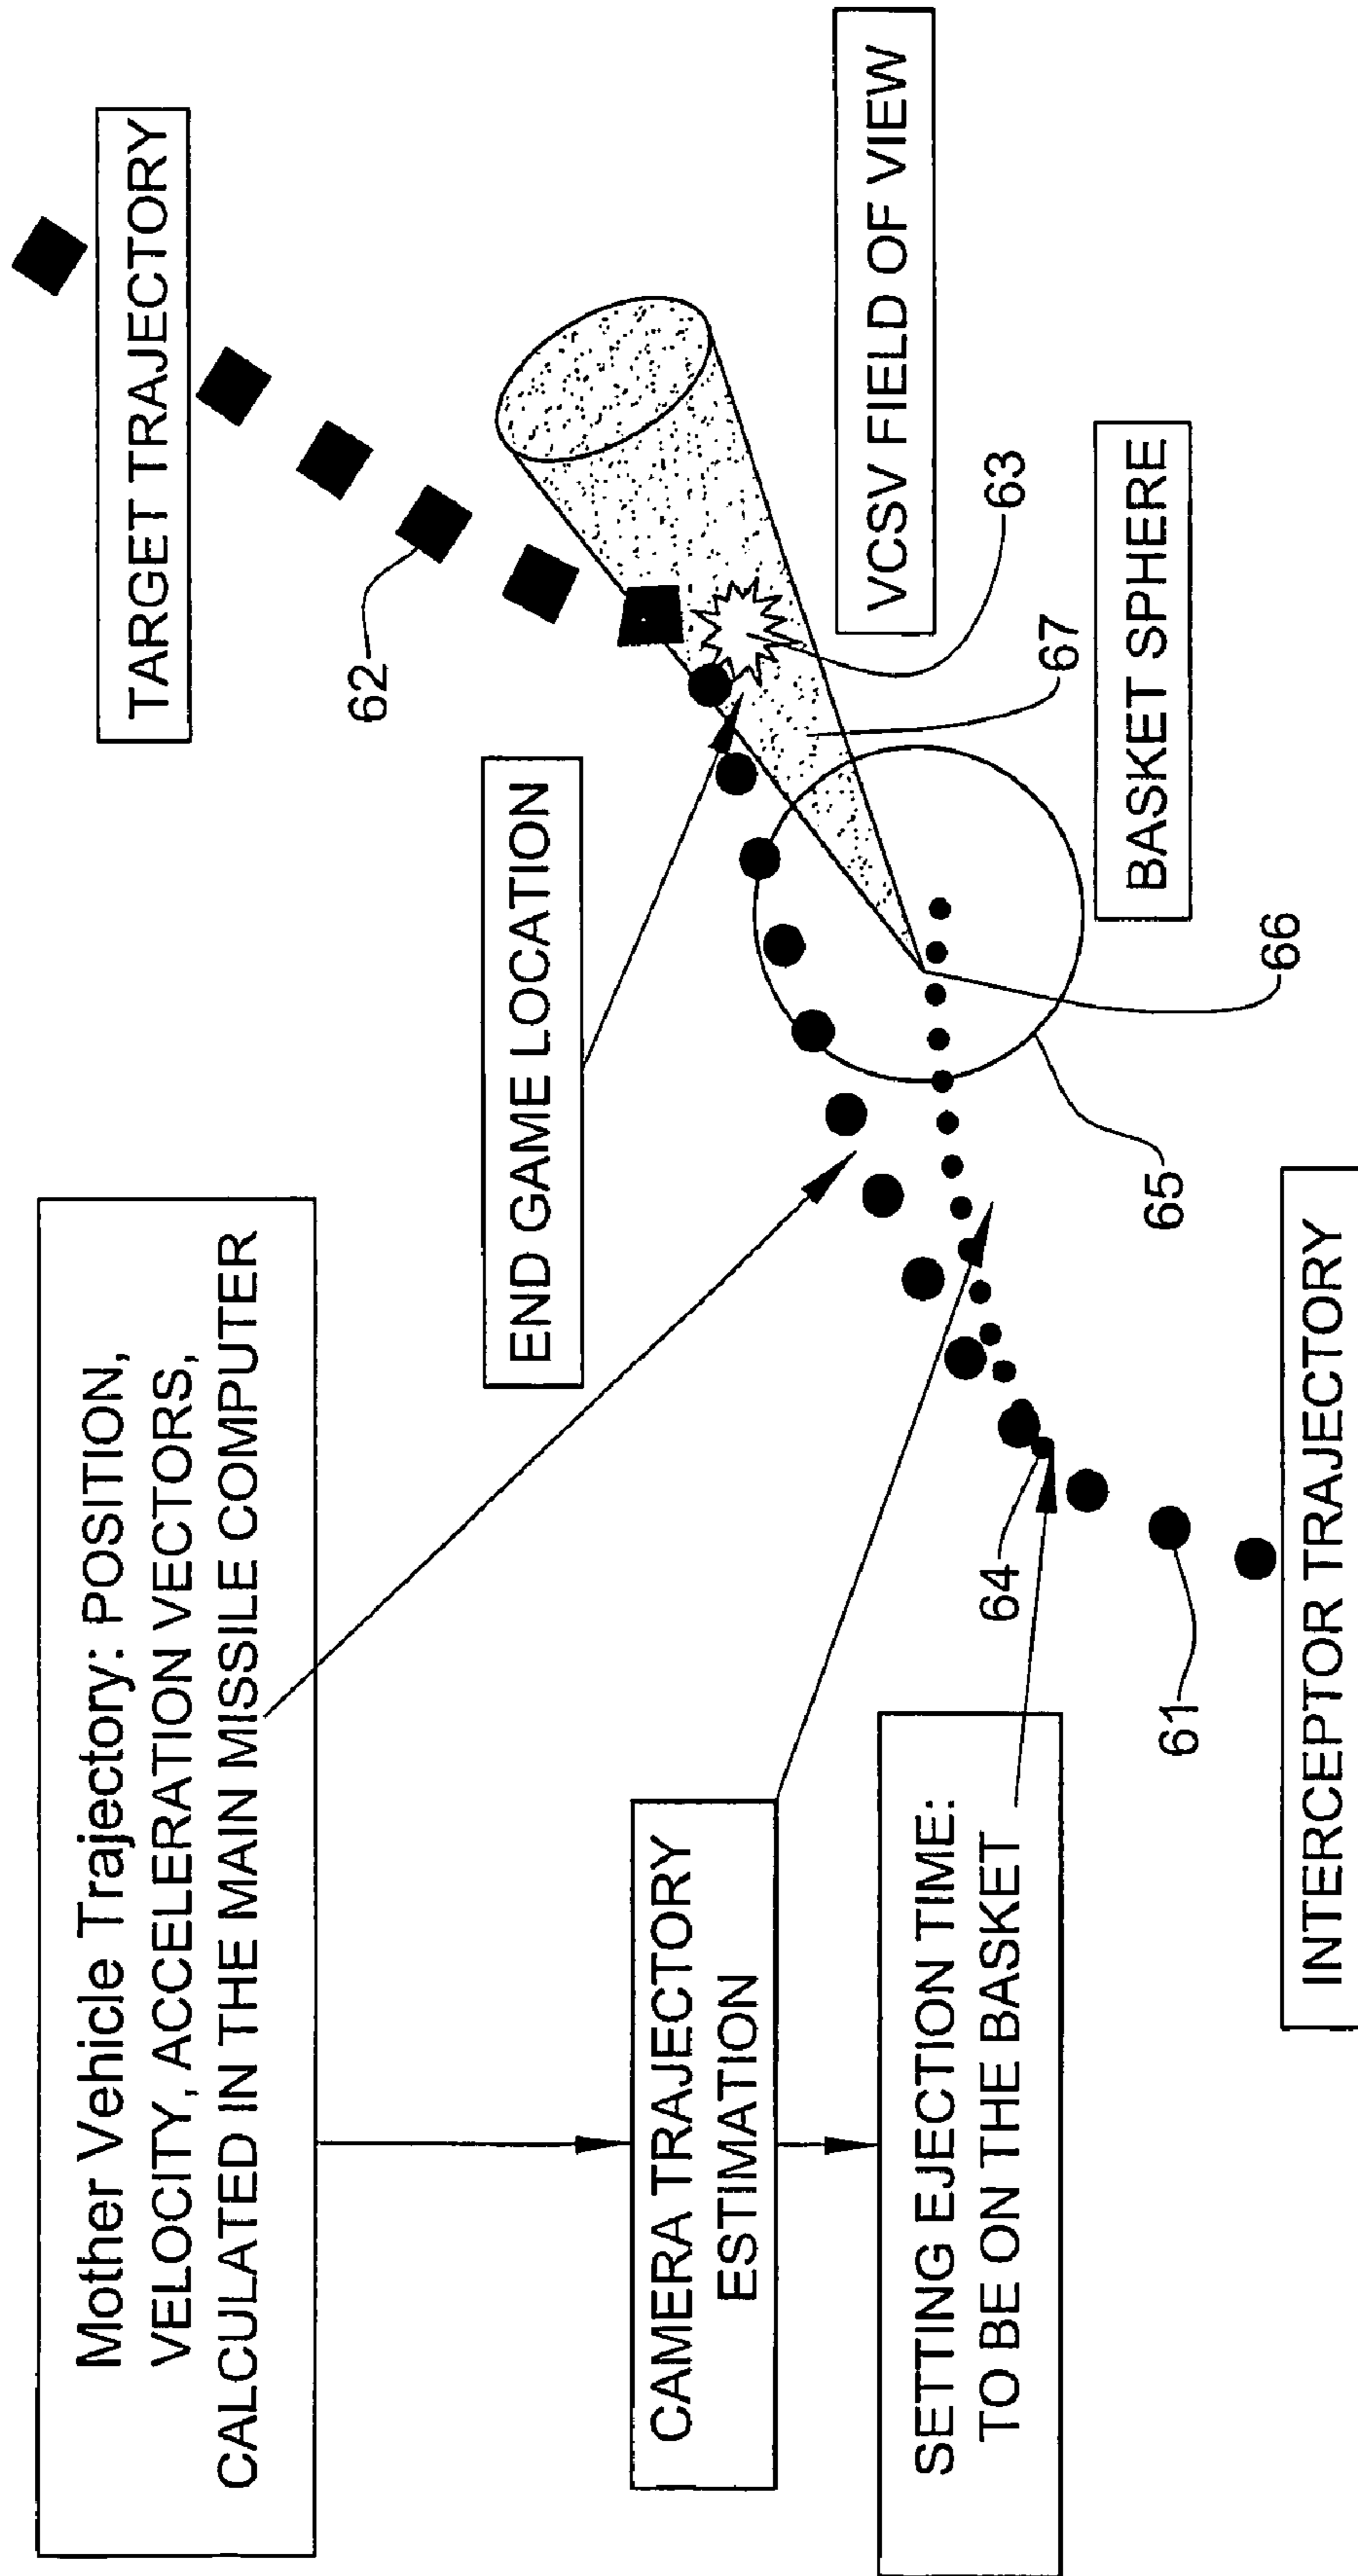 Mother Vehicle Trajectory: POSITION,
VELOCITY, ACCELERATION VECTORS,
CALCULATED IN THE MAIN MISSILE COMPUTER
CAMERA TRAJECTORY
ESTIMATION
SETTING EJECTION TIME:
TO BE ON THE BASKET
END GAME LOCATION
TARGET TRAJECTORY
62
64
61
INTERCEPTOR TRAJECTORY
65
66
BASKET SPHERE
67
63
VCSV FIELD OF VIEW